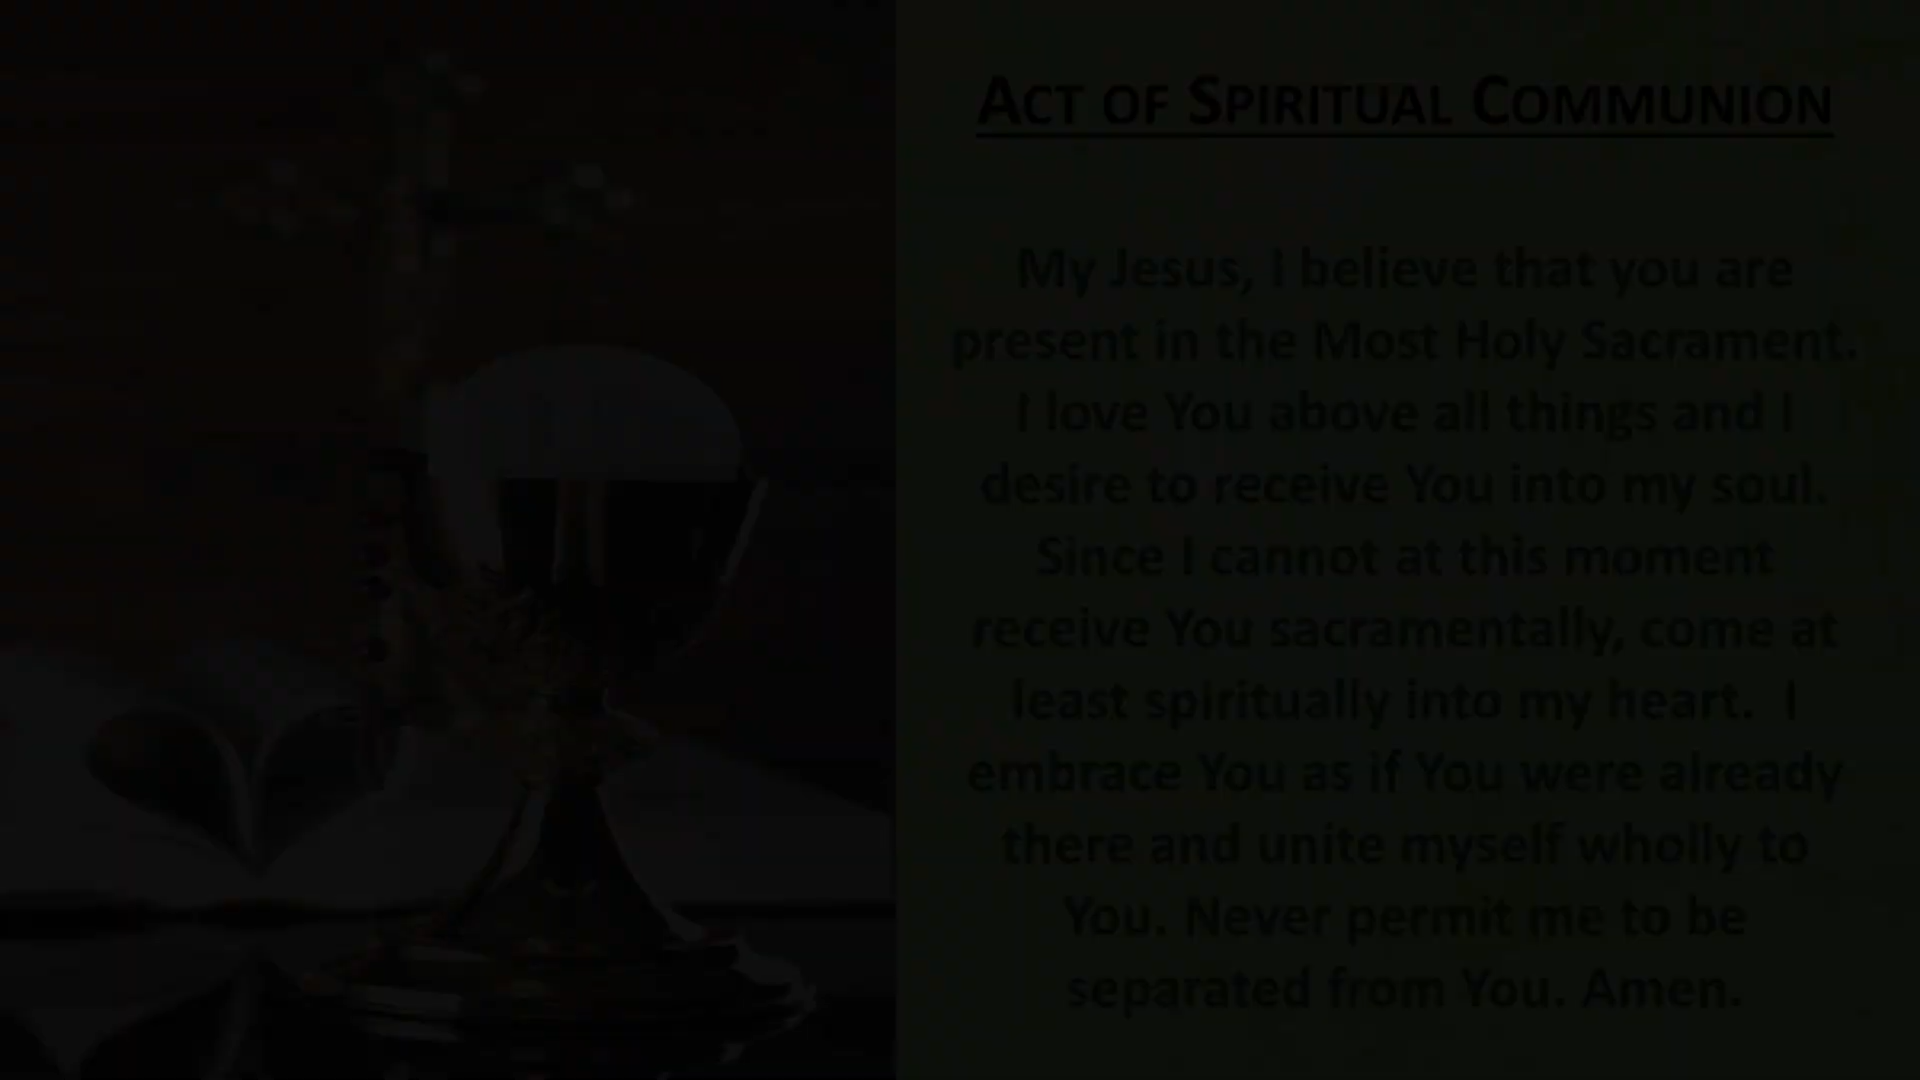 ACT OF SPIRITUAL COMMUNION
My Jesus, I believe that you are
present in the Most Holy Sacrament.
I love You above all things and I
desire to receive You into my soul.
Since I cannot at this moment
receive You sacramentally, come at
least spiritually into my heart.  I
embrace You as if You were already
there and unite myself wholly to
You. Never permit me to be
separated from You. Amen.